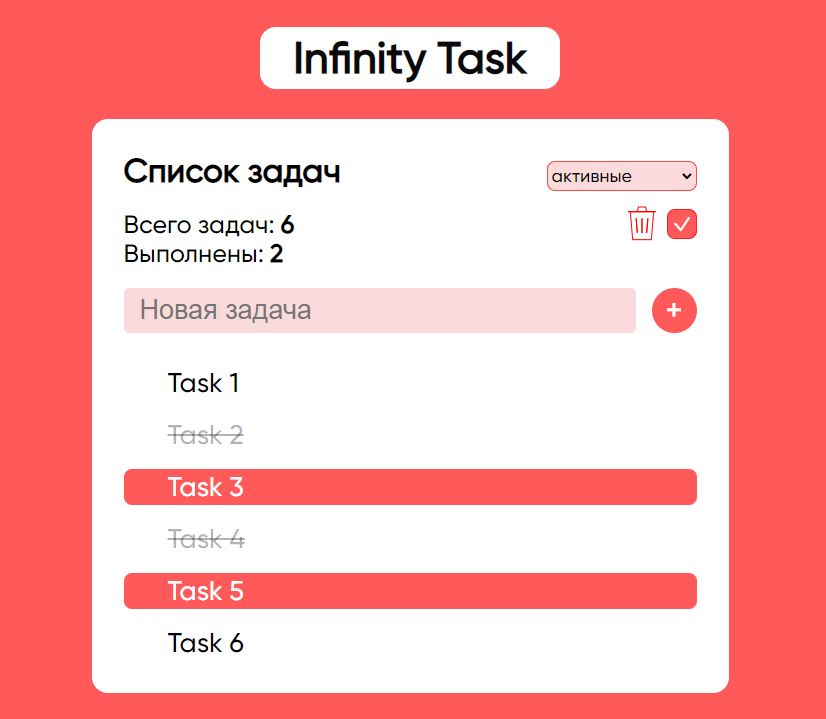 Infinity Task
Список задач
активные
Всего задач: 6
Выполнены: 2
Новая задача
+
Task 1
Task 2
Task 3
Task 4
Task 5
Task 6